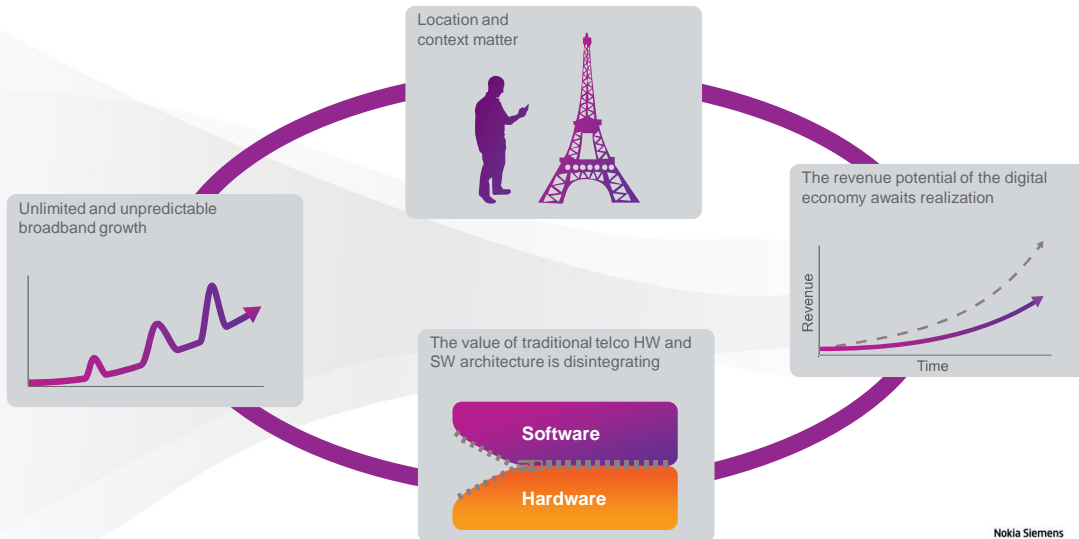 Location and
context matter
Unlimited and unpredictable
broadband growth
The revenue potential of the digital
economy awaits realization
Revenue
Time
The value of traditional telco HW and
SW architecture is disintegrating
Software
Hardware
Nokia Siemens